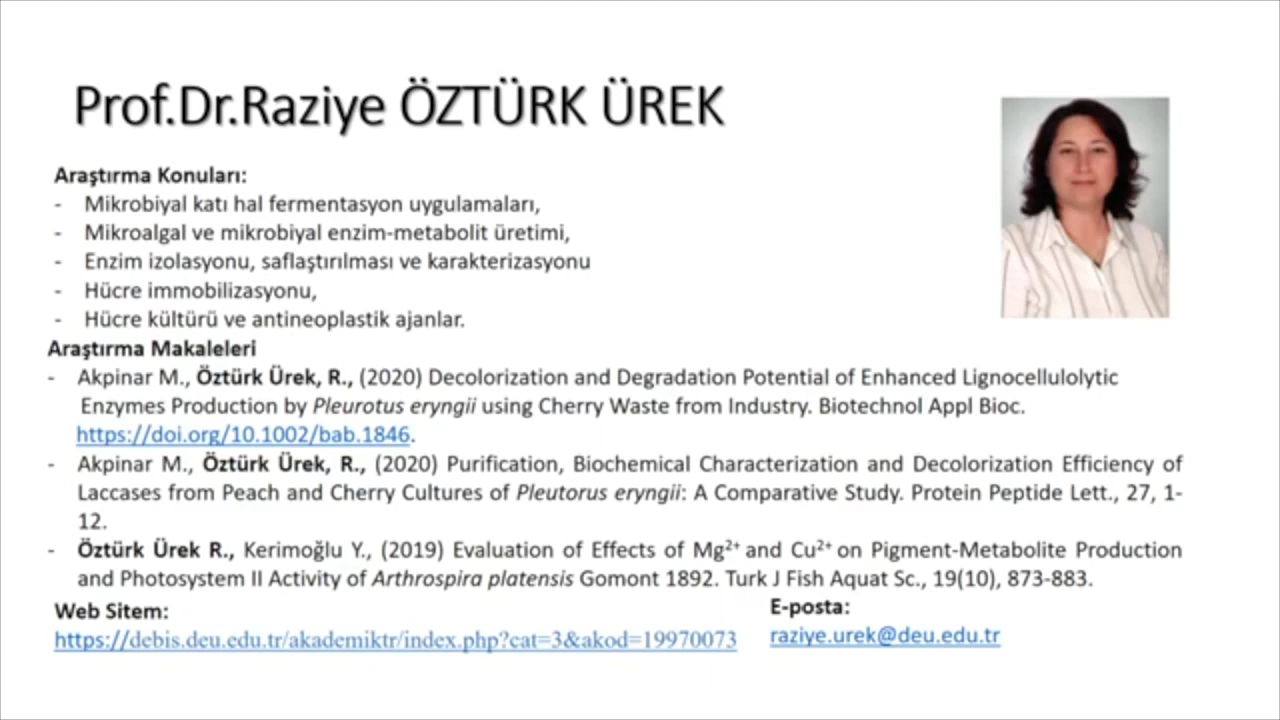 Prof.Dr.Raziye ÖZTÜRK ÜREK
Araştırma Konuları:
- Mikrobiyal katı hal fermentasyon uygulamaları,
- Mikroalgal ve mikrobiyal enzim-metabolit üretimi,
- Enzim izolasyonu, saflaştırılması ve karakterizasyonu
- Hücre immobilizasyonu,
- Hücre kültürü ve antineoplastik ajanlar.
Araştırma Makaleleri
- Akpinar M., Öztürk Ürek, R., (2020) Decolorization and Degradation Potential of Enhanced Lignocellulolytic
Enzymes Production by Pleurotus eryngii using Cherry Waste from Industry. Biotechnol Appl Bioc.
https://doi.org/10.1002/bab.1846.
- Akpinar M., Öztürk Ürek, R., (2020) Purification, Biochemical Characterization and Decolorization Efficiency of
Laccases from Peach and Cherry Cultures of Pleutorus eryngii: A Comparative Study. Protein Peptide Lett., 27, 1-
12.
- Öztürk Ürek R., Kerimoğlu Y., (2019) Evaluation of Effects of Mg²⁺ and Cu²⁺ on Pigment-Metabolite Production
and Photosystem II Activity of Arthrospira platensis Gomont 1892. Turk J Fish Aquat Sc., 19(10), 873-883.
Web Sitem:
https://debis.deu.edu.tr/akademiktr/index.php?cat=3&akod=19970073
E-posta:
raziye.urek@deu.edu.tr